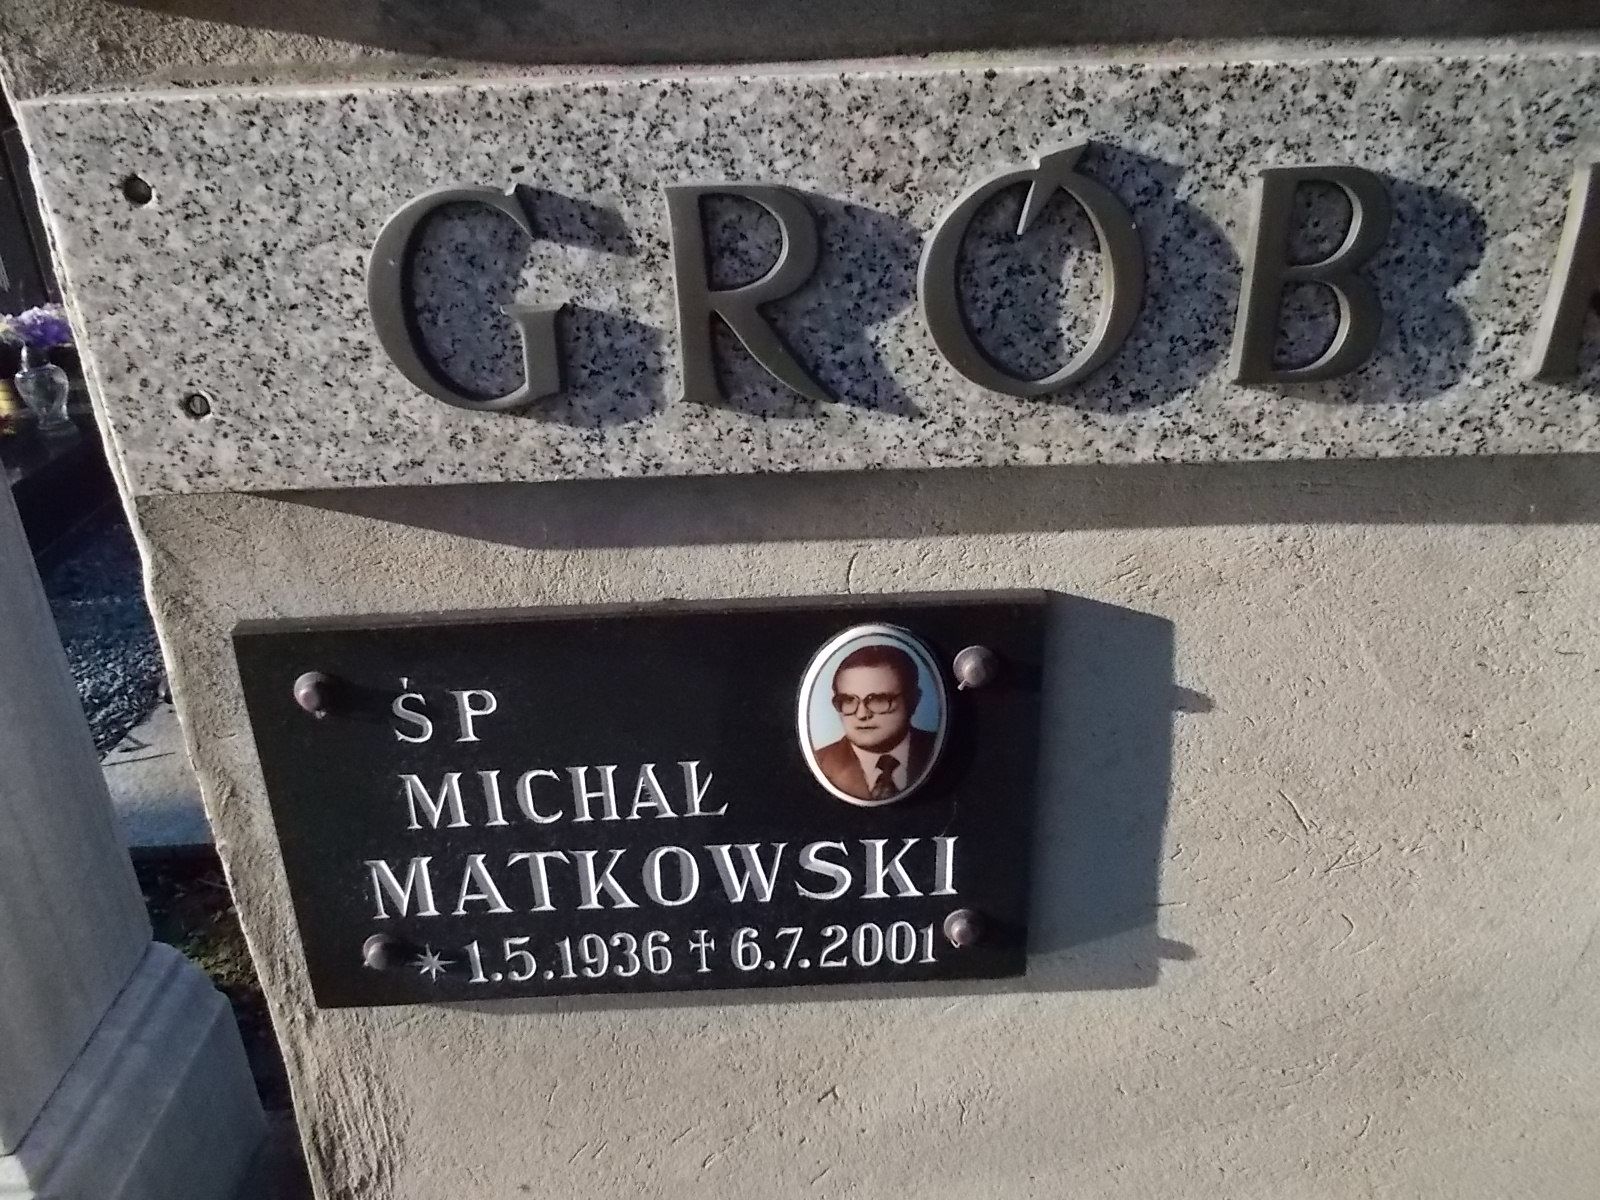 GRÓB
ŚP
MICHAŁ
MATKOWSKI
* 1.5.1936 † 6.7.2001